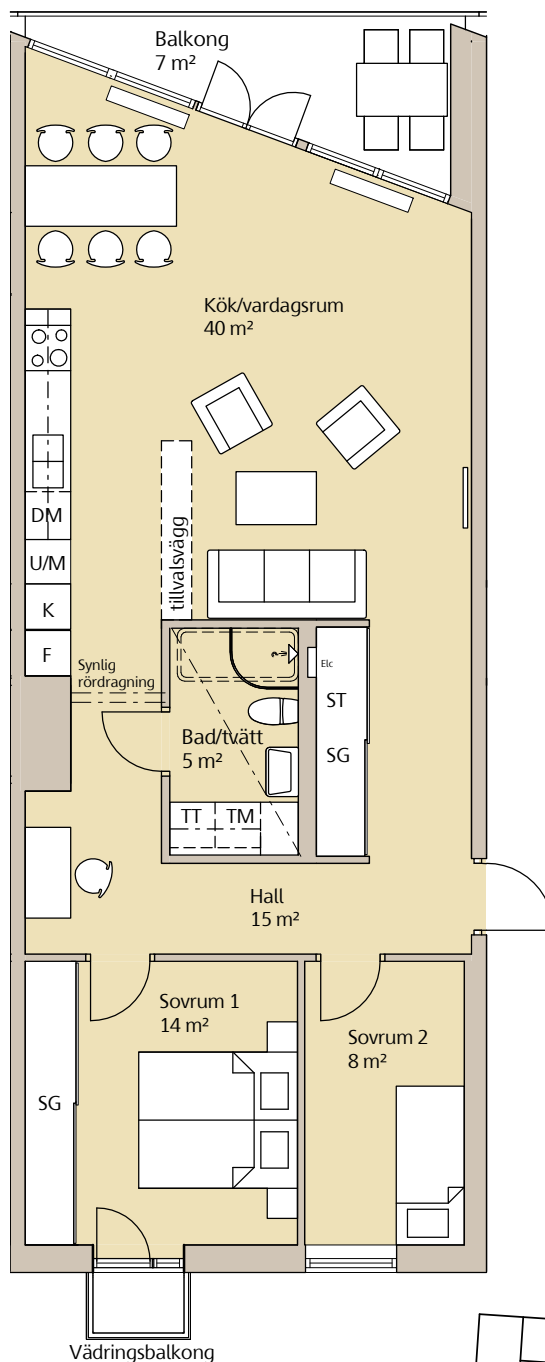 Balkong
7 m²
Kök/vardagsrum
40 m²
DM
tillvalsvägg
U/M
K
F
Synlig
rördragning
Elc
ST
SG
Bad/tvätt
5 m²
TT TM
Hall
15 m²
Sovrum 1
14 m²
Sovrum 2
8 m²
SG
Vädringsbalkong